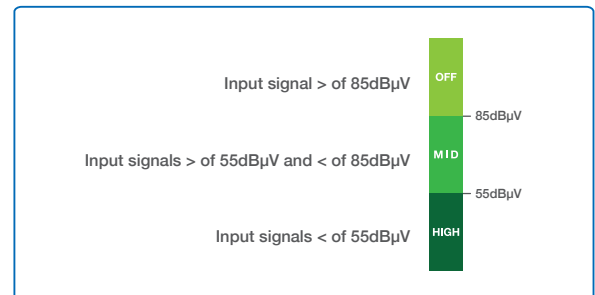 Input signal > of 85dBµV
OFF
85dBµV
Input signals > of 55dBµV and < of 85dBµV
MID
55dBµV
Input signals < of 55dBµV
HIGH